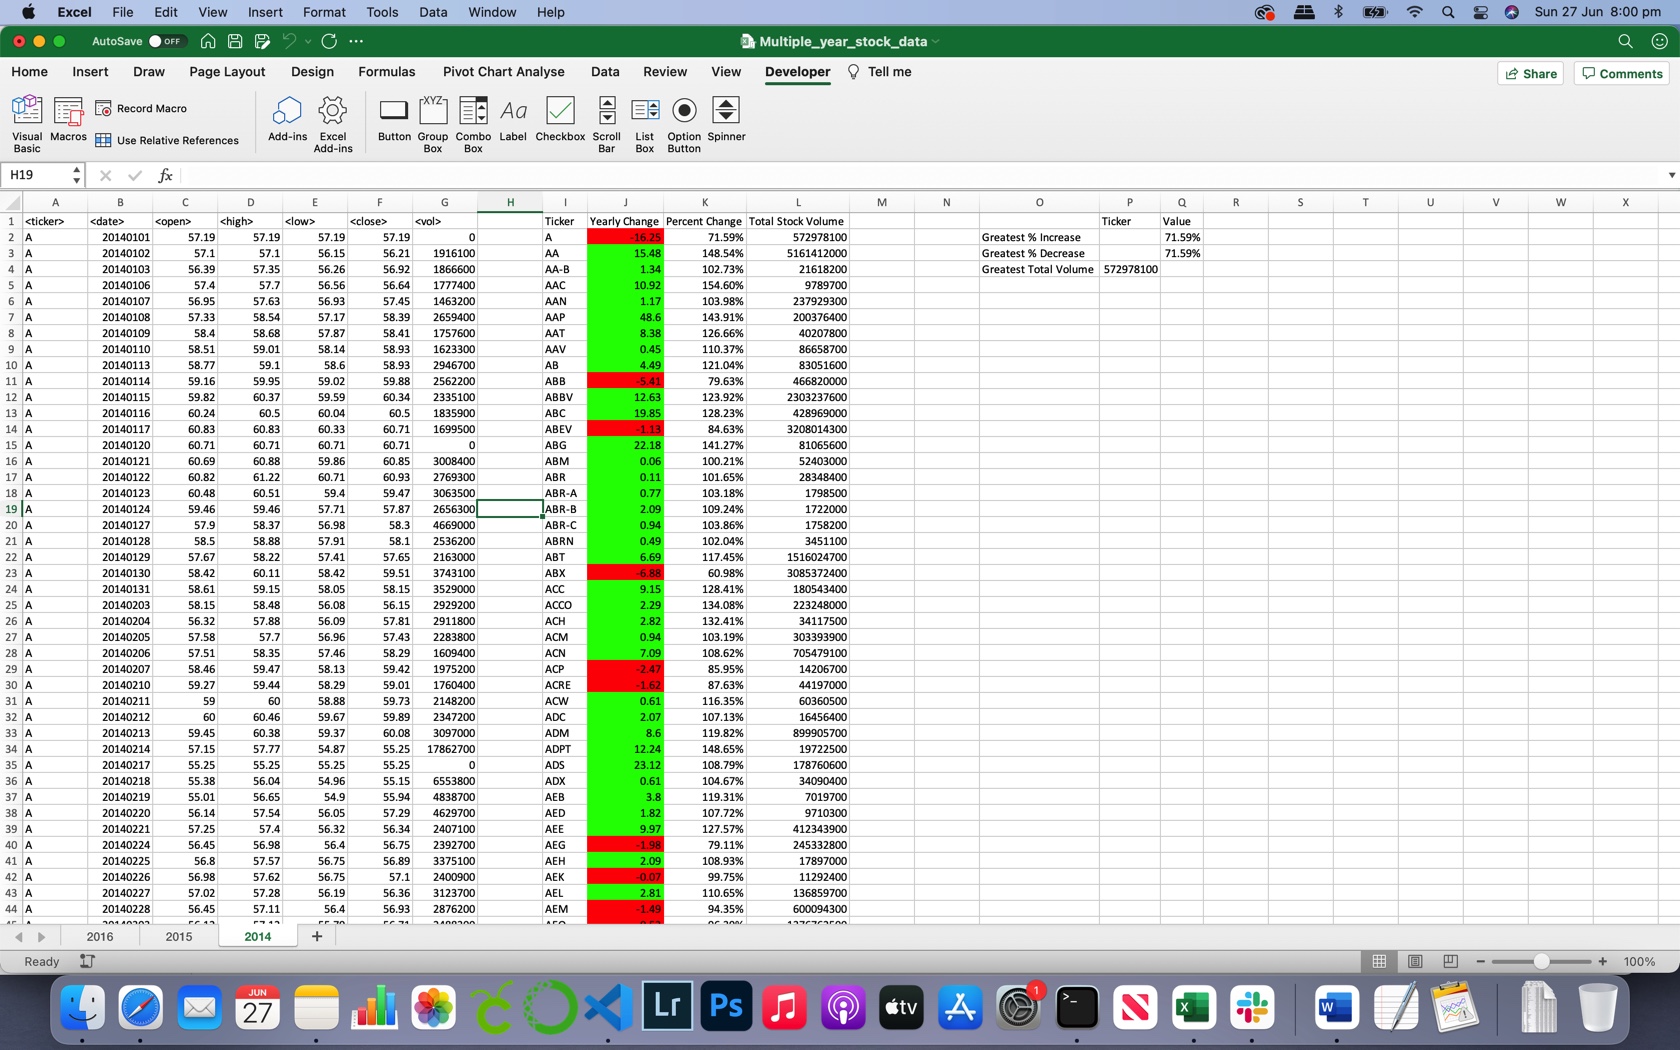 Excel File Edit View Insert Format Tools Data Window Help Sun 27 Jun 8:00 pm
AutoSave OFF Multiple_year_stock_data
Home Insert Draw Page Layout Design Formulas Pivot Chart Analyse Data Review View Developer Tell me Share Comments
Visual Basic Macros Record Macro Use Relative References Add-ins Excel Add-ins Button Group Box Combo Box Label Checkbox Scroll Bar List Box Option Button Spinner
H19 fx
A B C D E F G H I J K L M N O P Q R S T U V W X
1 <ticker> <date> <open> <high> <low> <close> <vol> Ticker Yearly Change Percent Change Total Stock Volume Ticker Value
2 A 20140101 57.19 57.19 57.19 57.19 0 A -16.25 71.59% 572978100 Greatest % Increase 71.59%
3 A 20140102 57.1 57.1 56.15 56.21 1916100 AA 15.48 148.54% 5161412000 Greatest % Decrease 71.59%
4 A 20140103 56.39 57.35 56.26 56.92 1866600 AA-B 1.34 102.73% 21618200 Greatest Total Volume 572978100
5 A 20140106 57.4 57.7 56.56 56.64 1777400 AAC 10.92 154.60% 9789700
6 A 20140107 56.95 57.63 56.93 57.45 1463200 AAN 1.17 103.98% 237929300
7 A 20140108 57.33 58.54 57.17 58.39 2659400 AAP 48.6 143.91% 200376400
8 A 20140109 58.4 58.68 57.87 58.41 1757600 AAT 8.38 126.66% 40207800
9 A 20140110 58.51 59.01 58.14 58.93 1623300 AAV 0.45 110.37% 86658700
10 A 20140113 58.77 59.1 58.6 58.93 2946700 AB 4.49 121.04% 83051600
11 A 20140114 59.16 59.95 59.02 59.88 2562200 ABB -5.41 79.63% 466820000
12 A 20140115 59.82 60.37 59.59 60.34 2335100 ABBV 12.63 123.92% 2303237600
13 A 20140116 60.24 60.5 60.04 60.5 1835900 ABC 19.85 128.23% 428969000
14 A 20140117 60.83 60.83 60.33 60.71 1699500 ABEV -1.13 84.63% 3208014300
15 A 20140120 60.71 60.71 60.71 60.71 0 ABG 22.18 141.27% 81065600
16 A 20140121 60.69 60.88 59.86 60.85 3008400 ABM 0.06 100.21% 52403000
17 A 20140122 60.82 61.22 60.71 60.93 2769300 ABR 0.11 101.65% 28348400
18 A 20140123 60.48 60.51 59.4 59.47 3063500 ABR-A 0.77 103.18% 1798500
19 A 20140124 59.46 59.46 57.71 57.87 2656300 ABR-B 2.09 109.24% 1722000
20 A 20140127 57.9 58.37 56.98 58.3 4669000 ABR-C 0.94 103.86% 1758200
21 A 20140128 58.5 58.88 57.91 58.1 2536200 ABRN 0.49 102.04% 3451100
22 A 20140129 57.67 58.22 57.41 57.65 2163000 ABT 6.69 117.45% 1516024700
23 A 20140130 58.42 60.11 58.42 59.51 3743100 ABX -6.88 60.98% 3085372400
24 A 20140131 58.61 59.15 58.05 58.15 3529000 ACC 9.15 128.41% 180543400
25 A 20140203 58.15 58.48 56.08 56.15 2929200 ACCO 2.29 134.08% 223248000
26 A 20140204 56.32 57.88 56.09 57.81 2911800 ACH 2.82 132.41% 34117500
27 A 20140205 57.58 57.7 56.96 57.43 2283800 ACM 0.94 103.19% 303393900
28 A 20140206 57.51 58.35 57.46 58.29 1609400 ACN 7.09 108.62% 705479100
29 A 20140207 58.46 59.47 58.13 59.42 1975200 ACP -2.47 85.95% 14206700
30 A 20140210 59.27 59.44 58.29 59.01 1760400 ACRE -1.62 87.63% 44197000
31 A 20140211 59 60 58.88 59.73 2148200 ACW 0.61 116.35% 60360500
32 A 20140212 60 60.46 59.67 59.89 2347200 ADC 2.07 107.13% 16456400
33 A 20140213 59.45 60.38 59.37 60.08 3097000 ADM 8.6 119.82% 899905700
34 A 20140214 57.15 57.77 54.87 55.25 17862700 ADPT 12.24 148.65% 19722500
35 A 20140217 55.25 55.25 55.25 55.25 0 ADS 23.12 108.79% 178760600
36 A 20140218 55.38 56.04 54.96 55.15 6553800 ADX 0.61 104.67% 34090400
37 A 20140219 55.01 56.65 54.9 55.94 4838700 AEB 3.8 119.31% 7019700
38 A 20140220 56.14 57.54 56.05 57.29 4629700 AED 1.82 107.72% 9710300
39 A 20140221 57.25 57.4 56.32 56.34 2407100 AEE 9.97 127.57% 412343900
40 A 20140224 56.45 56.98 56.4 56.75 2392700 AEG -1.98 79.11% 245332800
41 A 20140225 56.8 57.57 56.75 56.89 3375100 AEH 2.09 108.93% 17897000
42 A 20140226 56.98 57.62 56.75 57.1 2400900 AEK -0.07 99.75% 11292400
43 A 20140227 57.02 57.28 56.19 56.36 3123700 AEL 2.81 110.65% 136859700
44 A 20140228 56.45 57.11 56.4 56.93 2876200 AEM -1.49 94.35% 600094300
2016 2015 2014 +
Ready 100%
JUN
27 Lr Ps tv 1 >_ N X W